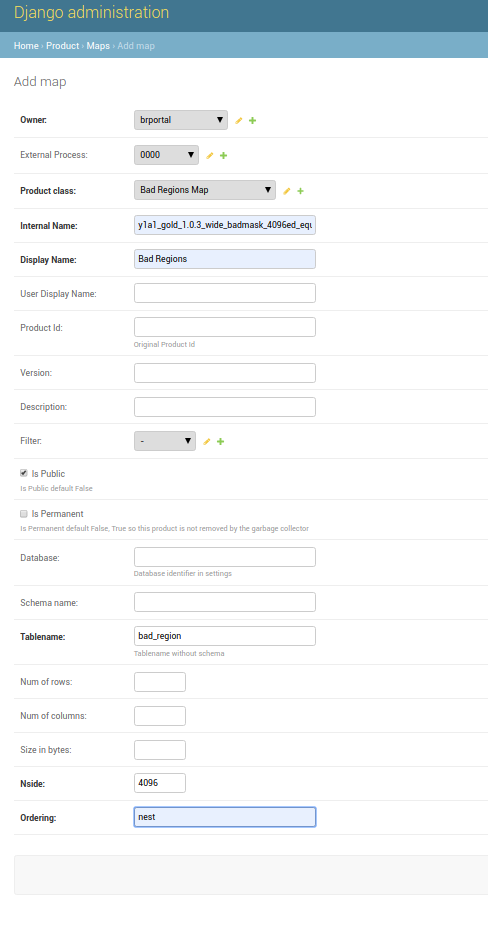 Django administration
Home › Product › Maps › Add map
Add map
Owner: brportal
External Process: 0000
Product class: Bad Regions Map
Internal Name: y1a1_gold_1.0.3_wide_badmask_4096ed_equ
Display Name: Bad Regions
User Display Name:
Product Id:
Original Product Id
Version:
Description:
Filter: -
Is Public
Is Public default False
Is Permanent
Is Permanent default False, True so this product is not removed by the garbage collector
Database:
Database identifier in settings
Schema name:
Tablename: bad_region
Tablename without schema
Num of rows:
Num of columns:
Size in bytes:
Nside: 4096
Ordering: nest